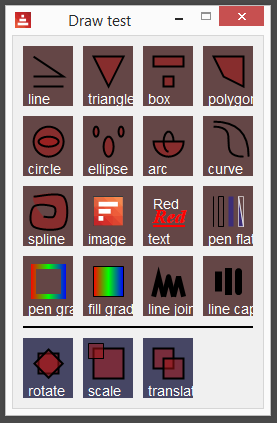 Draw test
line triangle box polygon
circle ellipse arc curve
spline image Red
Red
text pen flat
pen gra fill grad line join line cap
rotate scale translat